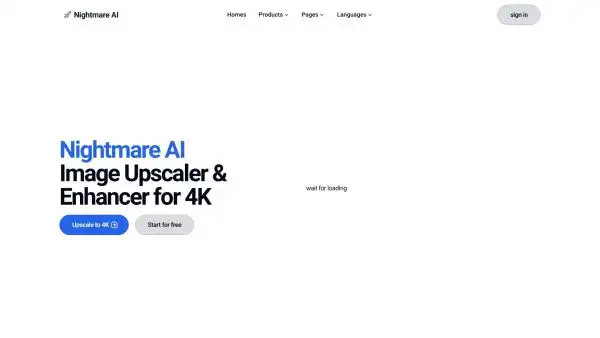 Nightmare AI
Homes Products Pages Languages
sign in
Nightmare AI
Image Upscaler &
Enhancer for 4K
wait for loading
Upscale to 4K
Start for free